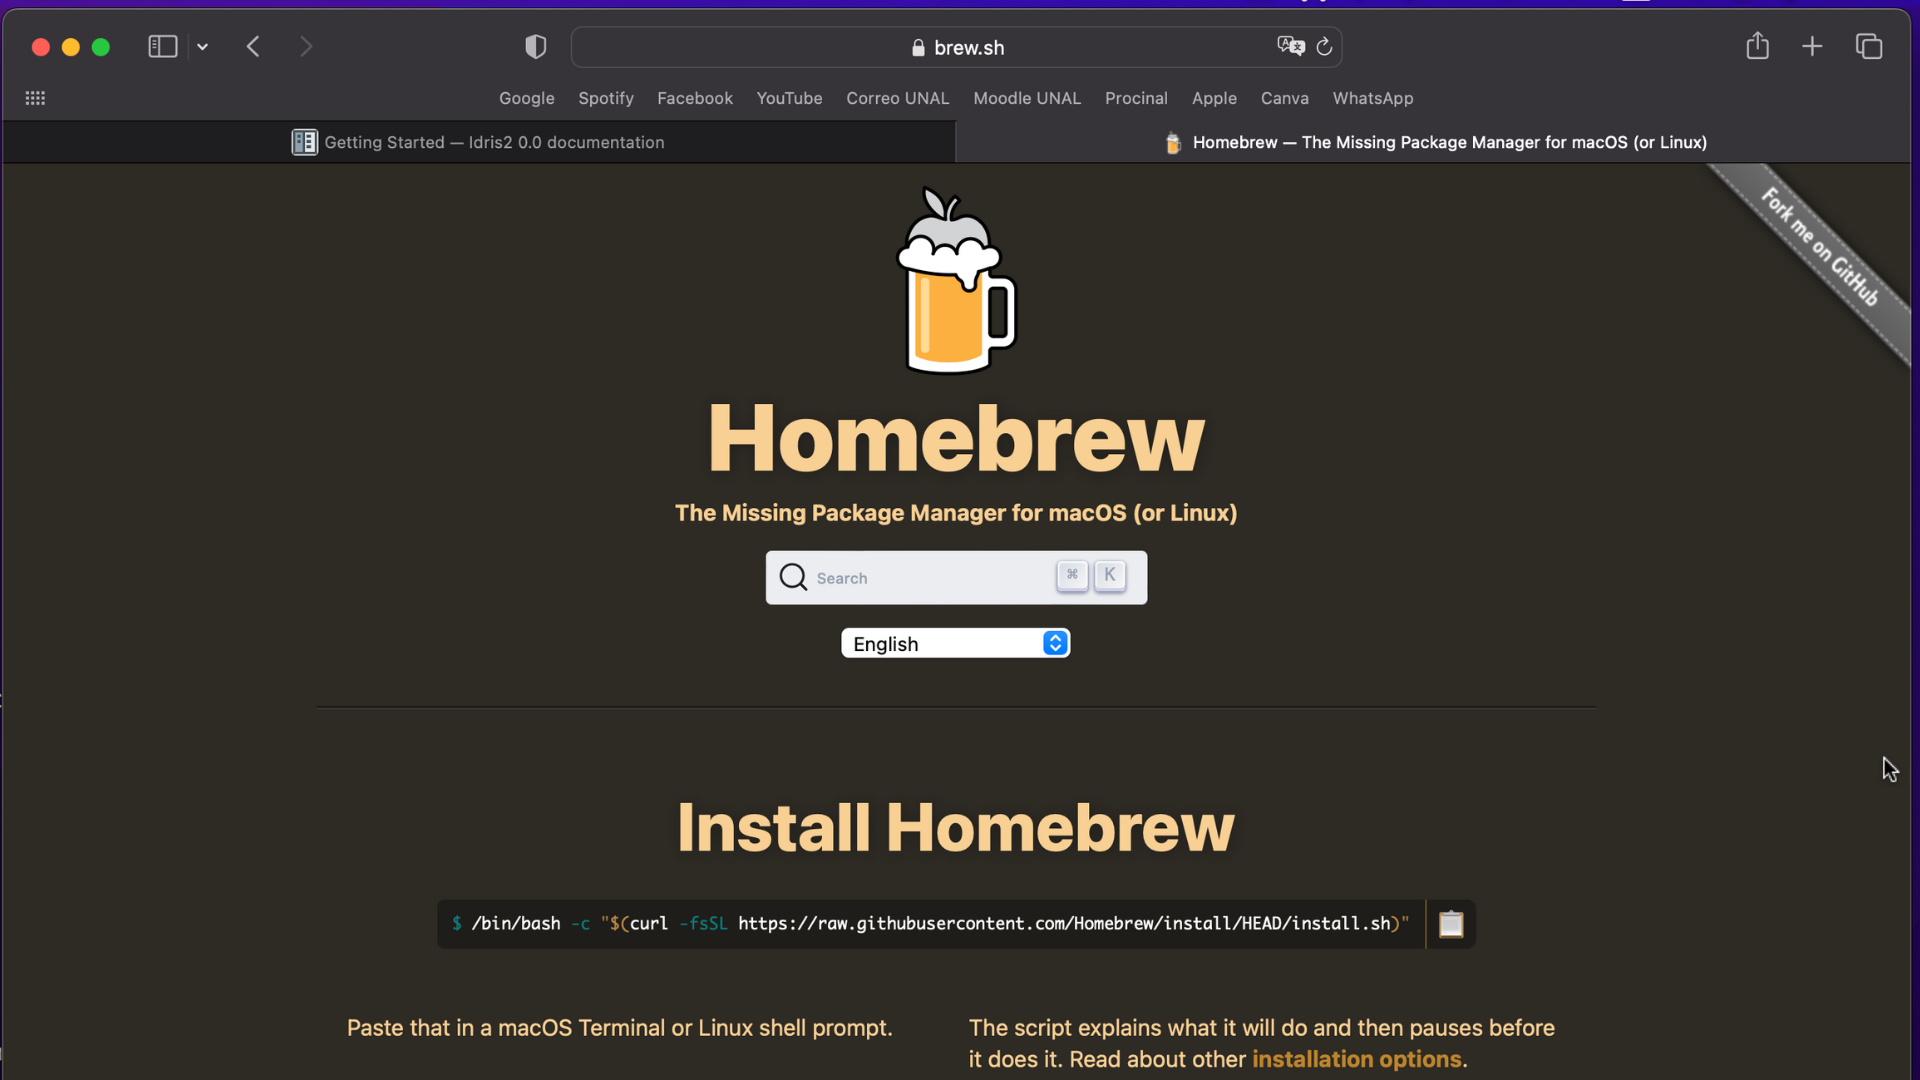 brew.sh
Google Spotify Facebook YouTube Correo UNAL Moodle UNAL Procinal Apple Canva WhatsApp
Getting Started — Idris2 0.0 documentation
Homebrew — The Missing Package Manager for macOS (or Linux)
Fork me on GitHub
Homebrew
The Missing Package Manager for macOS (or Linux)
Search ⌘ K
English
Install Homebrew
$ /bin/bash -c "$(curl -fsSL https://raw.githubusercontent.com/Homebrew/install/HEAD/install.sh)"
Paste that in a macOS Terminal or Linux shell prompt.
The script explains what it will do and then pauses before
it does it. Read about other installation options.